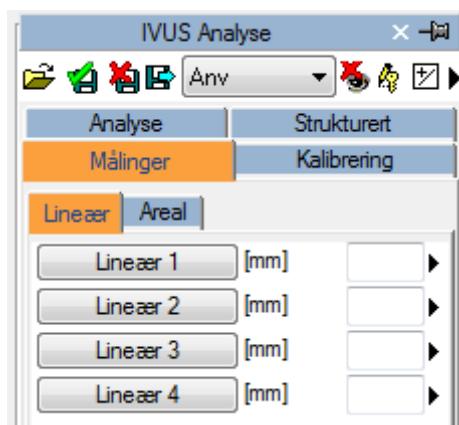 IVUS Analyse
Anv
Analyse Strukturert
Målinger Kalibrering
Lineær Areal
Lineær 1 [mm]
Lineær 2 [mm]
Lineær 3 [mm]
Lineær 4 [mm]